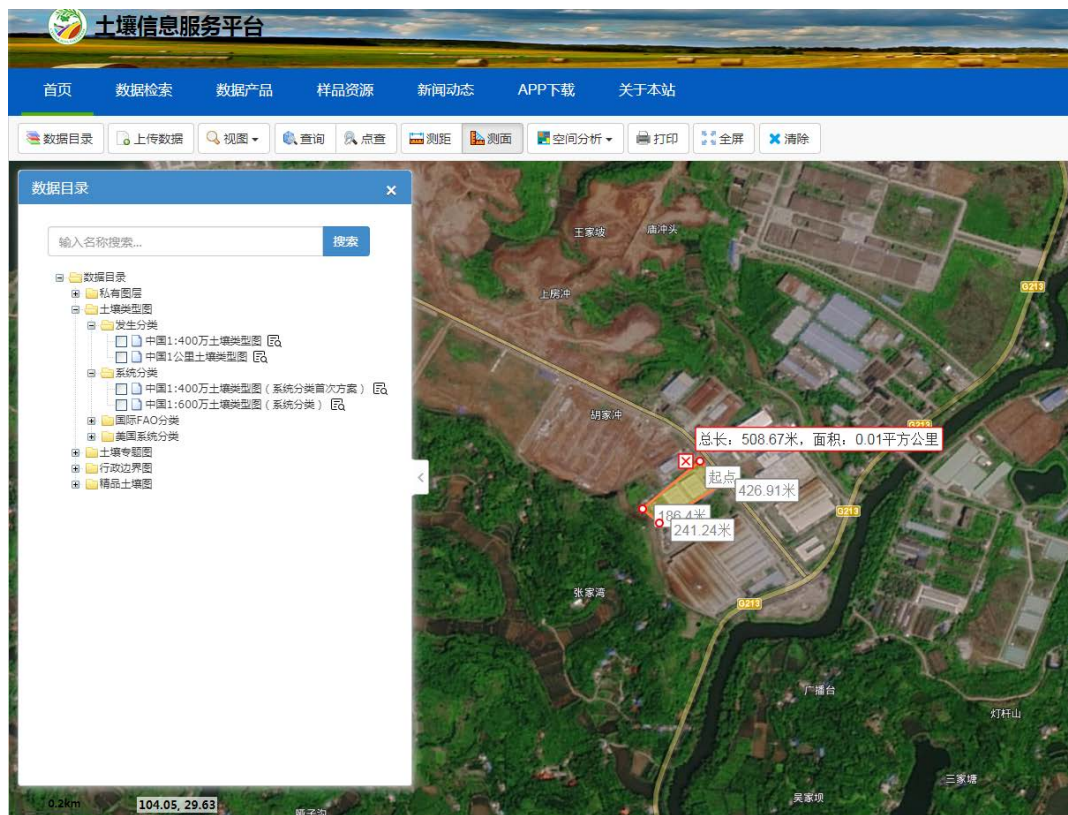 土壤信息服务平台
首页 数据检索 数据产品 样品资源 新闻动态 APP下载 关于本站
数据目录 上传数据 视图 查询 点查 测距 测面 空间分析 打印 全屏 清除
数据目录 ×
输入名称搜索... 搜索
数据目录
私有图层
土壤类型图
发生分类
中国1:400万土壤类型图
中国1公里土壤类型图
系统分类
中国1:400万土壤类型图(系统分类首次方案)
中国1:600万土壤类型图(系统分类)
国际FAO分类
美国系统分类
土壤专题图
行政边界图
精品土壤图
王家坡
庙冲头
上房冲
G213
胡家冲
G213
总长：508.67米，面积：0.01平方公里
起点
426.91米
186.4米
241.24米
G213
张家湾
G213
广播台
灯杆山
三家塘
吴家坝
0.2km
104.05, 29.63